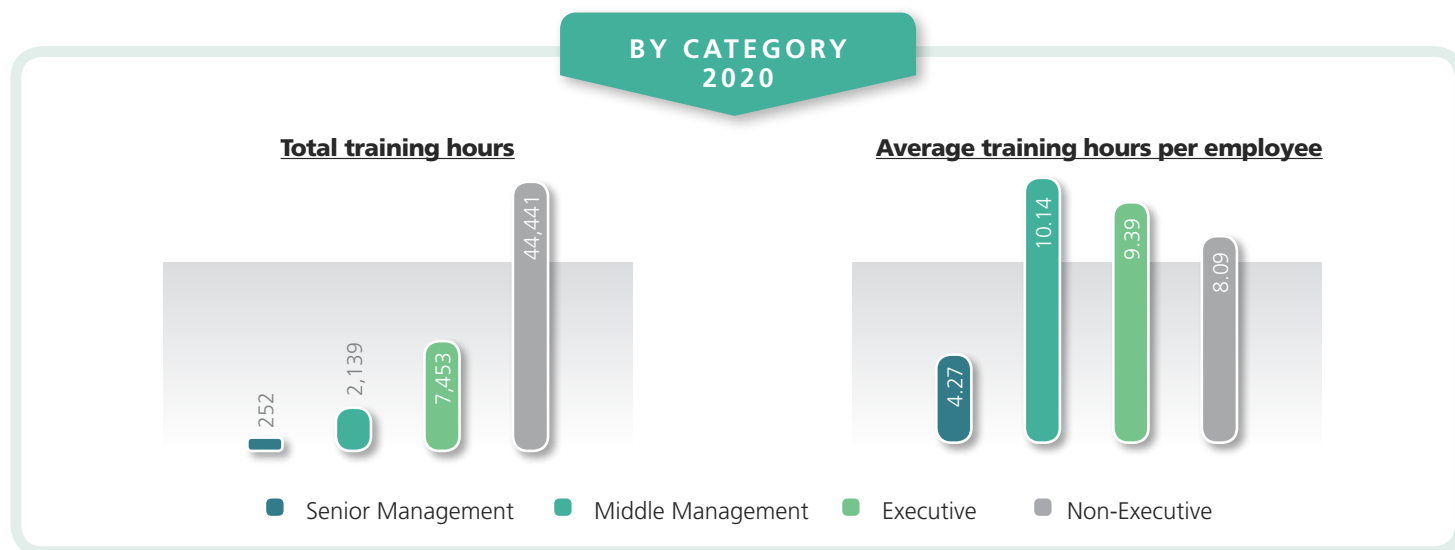 BY CATEGORY
2020
Total training hours
252
2,139
7,453
44,441
Average training hours per employee
4.27
10.14
9.39
8.09
Senior Management
Middle Management
Executive
Non-Executive